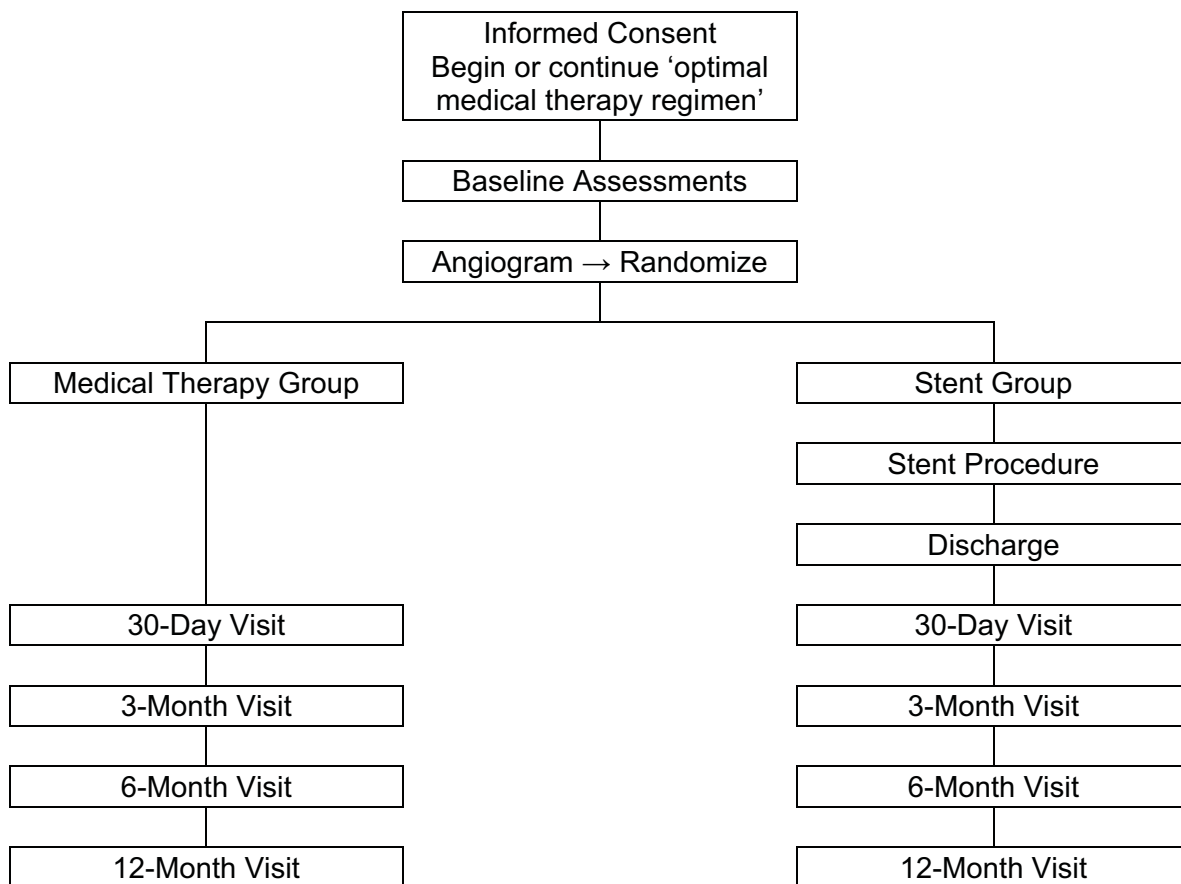 Informed Consent
Begin or continue ‘optimal
medical therapy regimen’
Baseline Assessments
Angiogram → Randomize
Medical Therapy Group
Stent Group
Stent Procedure
Discharge
30-Day Visit
30-Day Visit
3-Month Visit
3-Month Visit
6-Month Visit
6-Month Visit
12-Month Visit
12-Month Visit